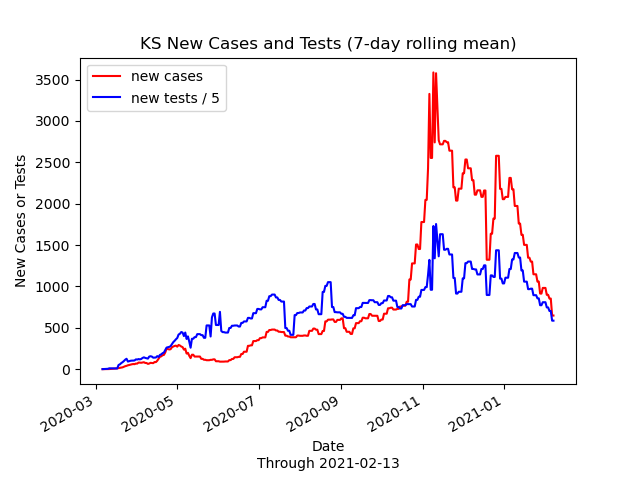 KS New Cases and Tests (7-day rolling mean)
new cases
new tests / 5
New Cases or Tests
3500
3000
2500
2000
1500
1000
500
0
2020-03
2020-05
2020-07
2020-09
2020-11
2021-01
Date
Through 2021-02-13